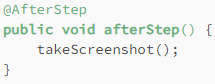 @AfterStep
public void afterStep() {
    takeScreenshot();
}